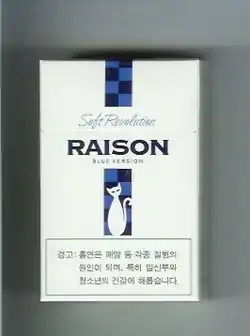 Soft Revolution
RAISON
BLUE VERSION
경고: 흡연은 폐암 등 각종 질병의
원인이 되며, 특히 임신부와
청소년의 건강에 해롭습니다.